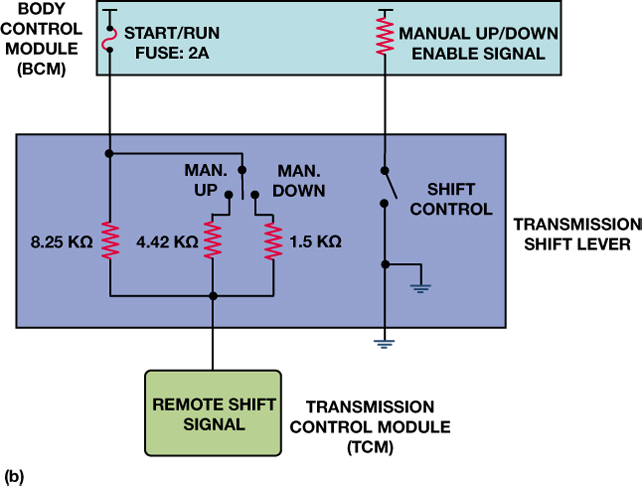 BODY
CONTROL
MODULE
(BCM)
START/RUN
FUSE: 2A
MANUAL UP/DOWN
ENABLE SIGNAL
MAN.
UP
MAN.
DOWN
SHIFT
CONTROL
8.25 KΩ
4.42 KΩ
1.5 KΩ
TRANSMISSION
SHIFT LEVER
REMOTE SHIFT
SIGNAL
TRANSMISSION
CONTROL MODULE
(TCM)
(b)